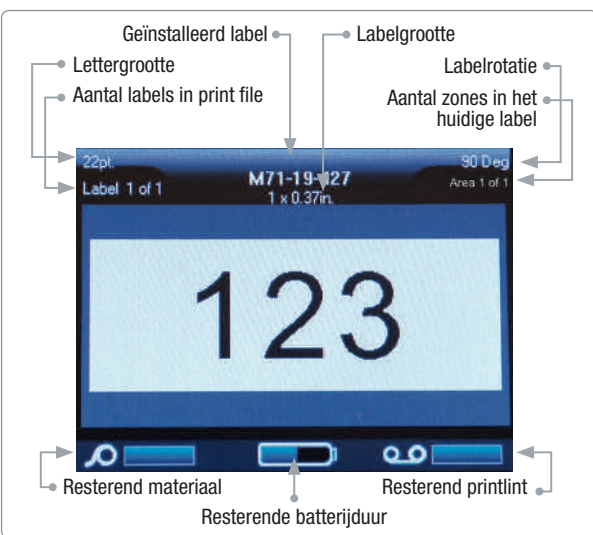 Geïnstalleerd label
Labelgrootte
Lettergrootte
Labelrotatie
Aantal labels in print file
Aantal zones in het
huidige label
22pt.
90 Deg
Label 1 of 1
M71-19-427
Area 1 of 1
1 x 0.37in.
123
Resterend materiaal
Resterend printlint
Resterende batterijduur